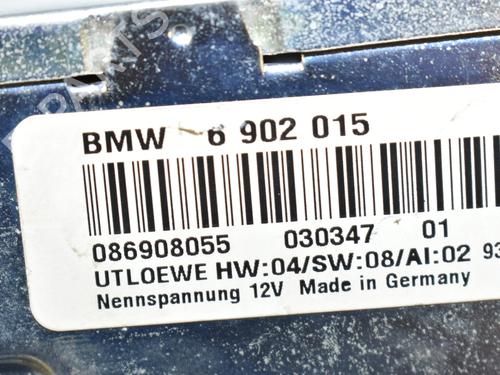 BMW 6 902 015
086908055 030347 01
UTLOEWE HW:04/SW:08/AI:02 93
Nennspannung 12V Made in Germany